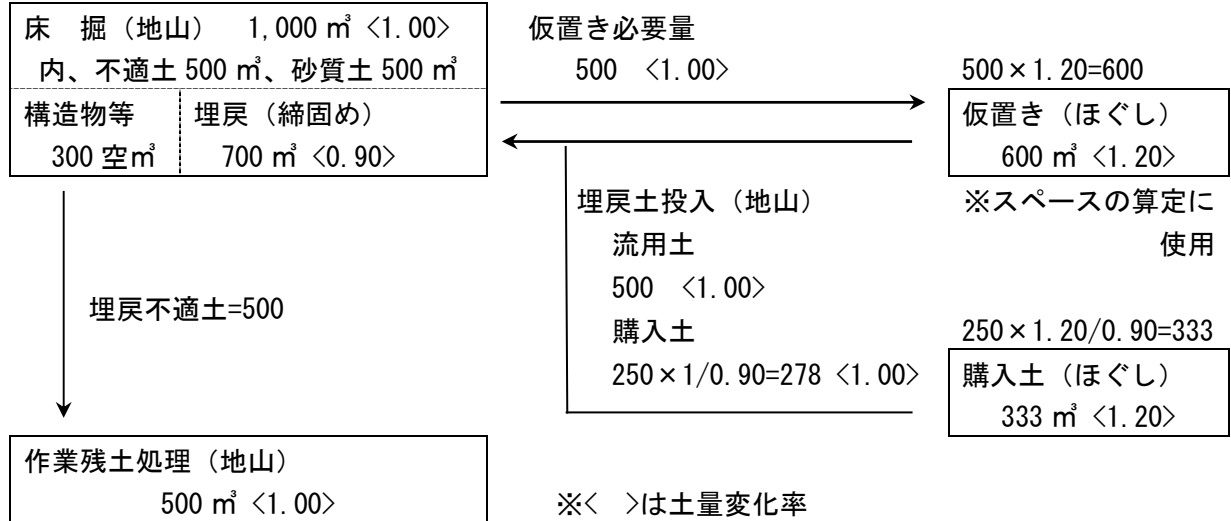 床　掘（地山）　1,000 ㎥ <1.00>
内、不適土 500 ㎥、砂質土 500 ㎥
構造物等
300 空㎥
埋戻（締固め）
700 ㎥ <0.90>
仮置き必要量
500　<1.00>
500×1.20=600
仮置き（ほぐし）
600 ㎥ <1.20>
※スペースの算定に
使用
埋戻土投入（地山）
流用土
500　<1.00>
購入土
250×1/0.90=278 <1.00>
250×1.20/0.90=333
購入土（ほぐし）
333 ㎥ <1.20>
埋戻不適土=500
作業残土処理（地山）
500 ㎥ <1.00>
※<　>は土量変化率